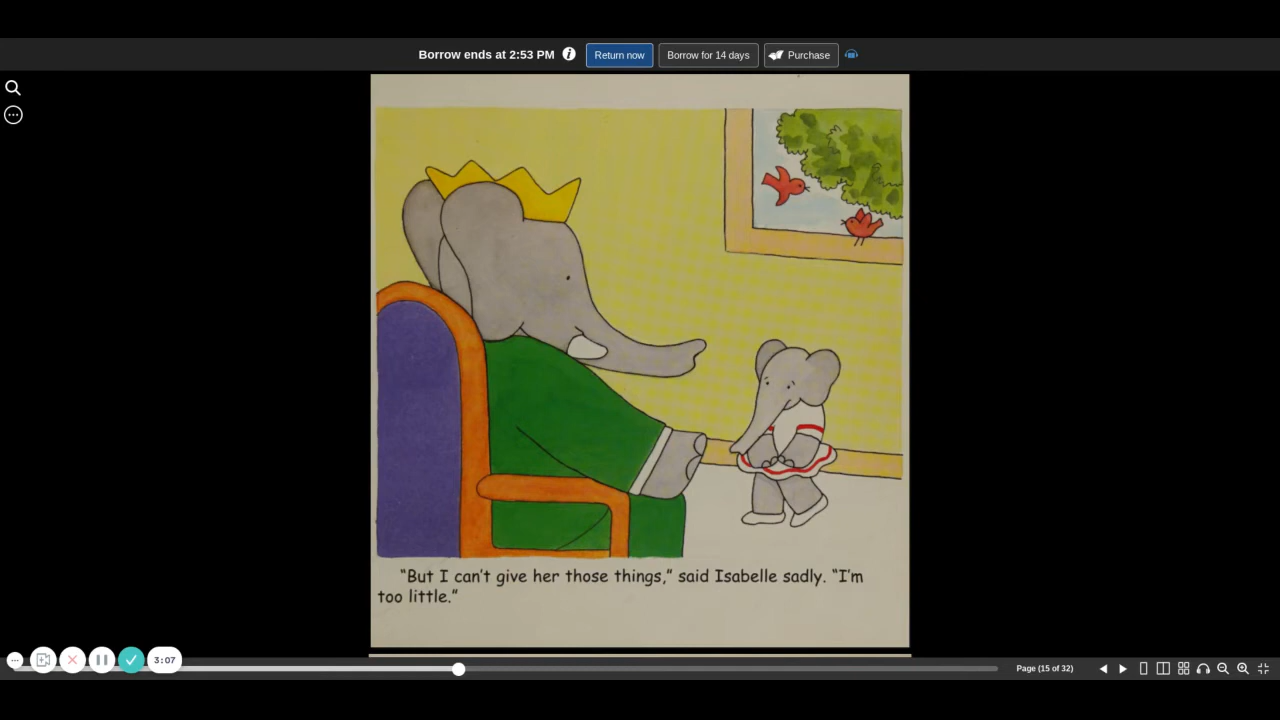 Borrow ends at 2:53 PM i Return now Borrow for 14 days Purchase
“But I can’t give her those things,” said Isabelle sadly. “I’m
too little.”
3:07
Page (15 of 32)